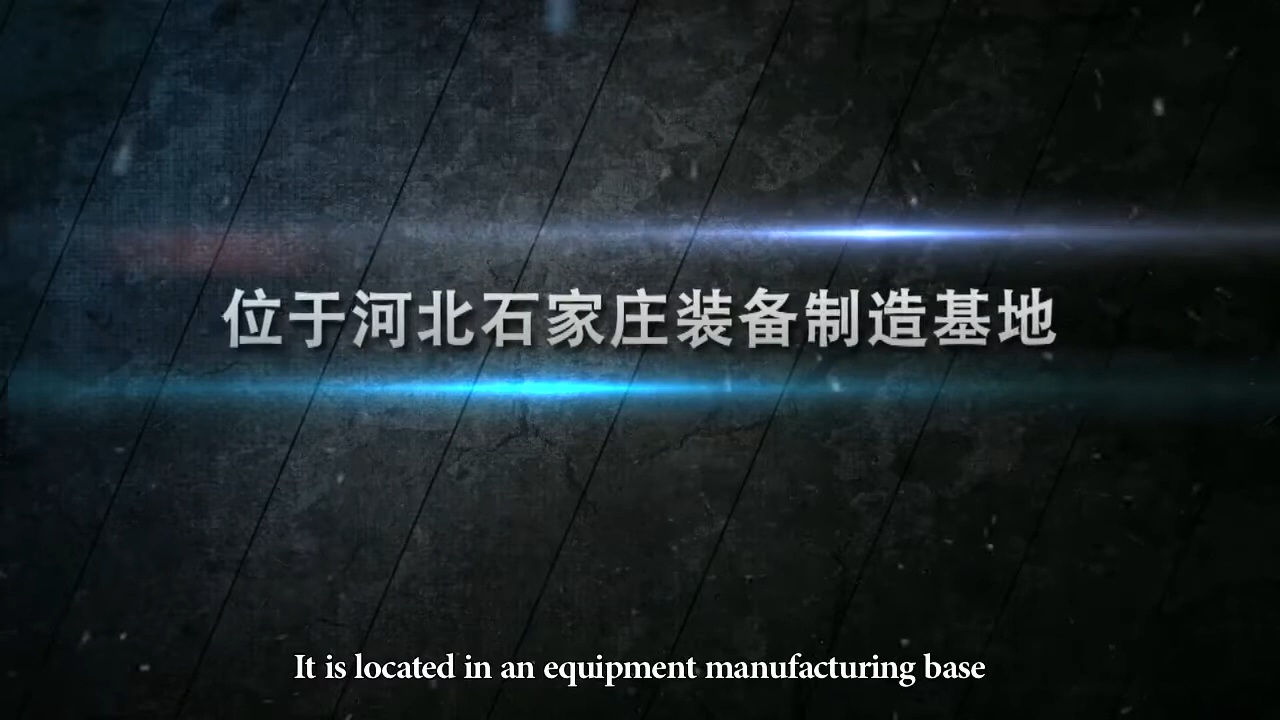 位于河北石家庄装备制造基地
It is located in an equipment manufacturing base